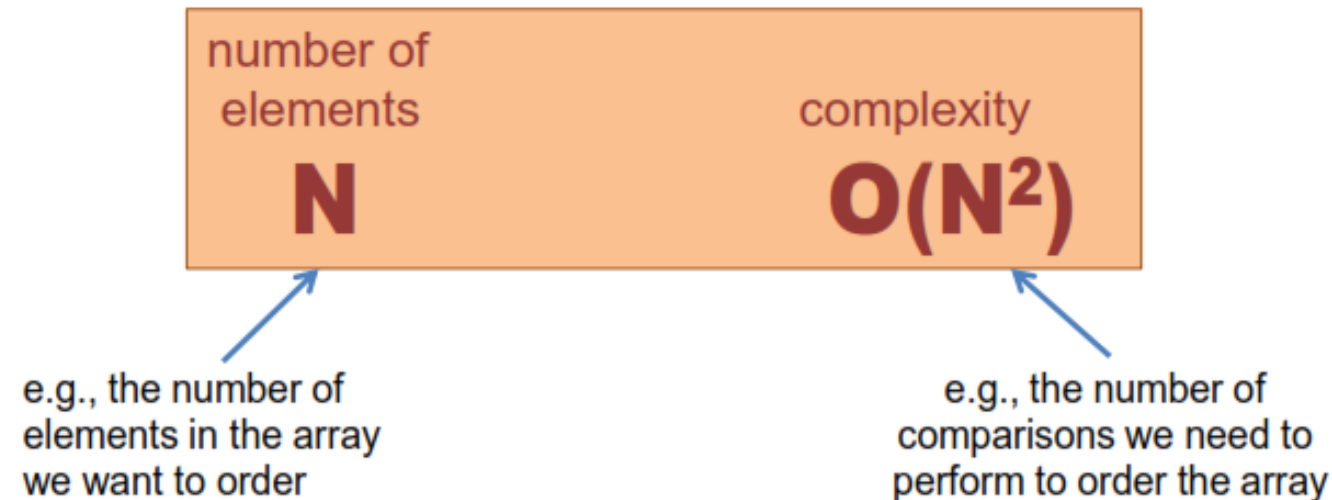 number of
elements
N
complexity
O(N²)
e.g., the number of
elements in the array
we want to order
e.g., the number of
comparisons we need to
perform to order the array